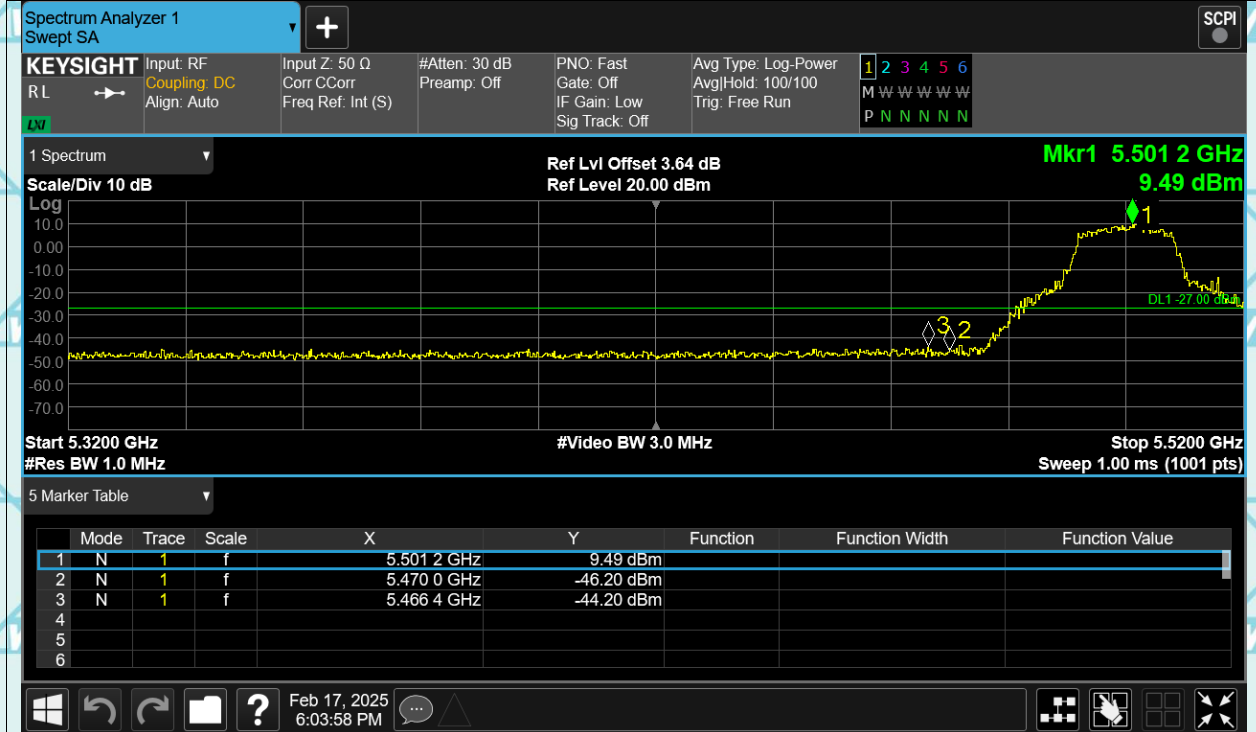 Spectrum Analyzer 1
Swept SA
SCPI
KEYSIGHT
R L
LXI
Input: RF
Coupling: DC
Align: Auto
Input Z: 50 Ω
Corr CCorr
Freq Ref: Int (S)
#Atten: 30 dB
Preamp: Off
PNO: Fast
Gate: Off
IF Gain: Low
Sig Track: Off
Avg Type: Log-Power
Avg|Hold: 100/100
Trig: Free Run
1 2 3 4 5 6
M W W W W W
P N N N N N
1 Spectrum
Scale/Div 10 dB
Ref Lvl Offset 3.64 dB
Ref Level 20.00 dBm
Mkr1 5.501 2 GHz
9.49 dBm
Log
10.0
0.00
-10.0
-20.0
-30.0
-40.0
-50.0
-60.0
-70.0
1
DL1 -27.00 dBm
3 2
Start 5.3200 GHz
#Video BW 3.0 MHz
Stop 5.5200 GHz
#Res BW 1.0 MHz
Sweep 1.00 ms (1001 pts)
5 Marker Table
Mode Trace Scale X Y Function Function Width Function Value
1 N 1 f 5.501 2 GHz 9.49 dBm
2 N 1 f 5.470 0 GHz -46.20 dBm
3 N 1 f 5.466 4 GHz -44.20 dBm
4
5
6
?
Feb 17, 2025
6:03:58 PM